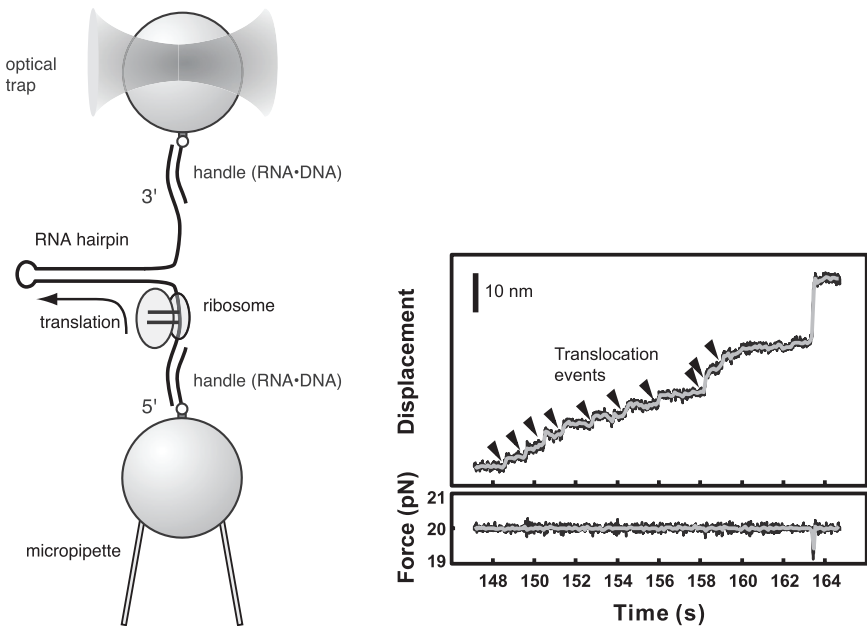 optical
trap
handle (RNA•DNA)
3'
RNA hairpin
ribosome
translation
handle (RNA•DNA)
5'
micropipette
Displacement
10 nm
Translocation
events
Force (pN)
21
20
19
148 150 152 154 156 158 160 162 164
Time (s)